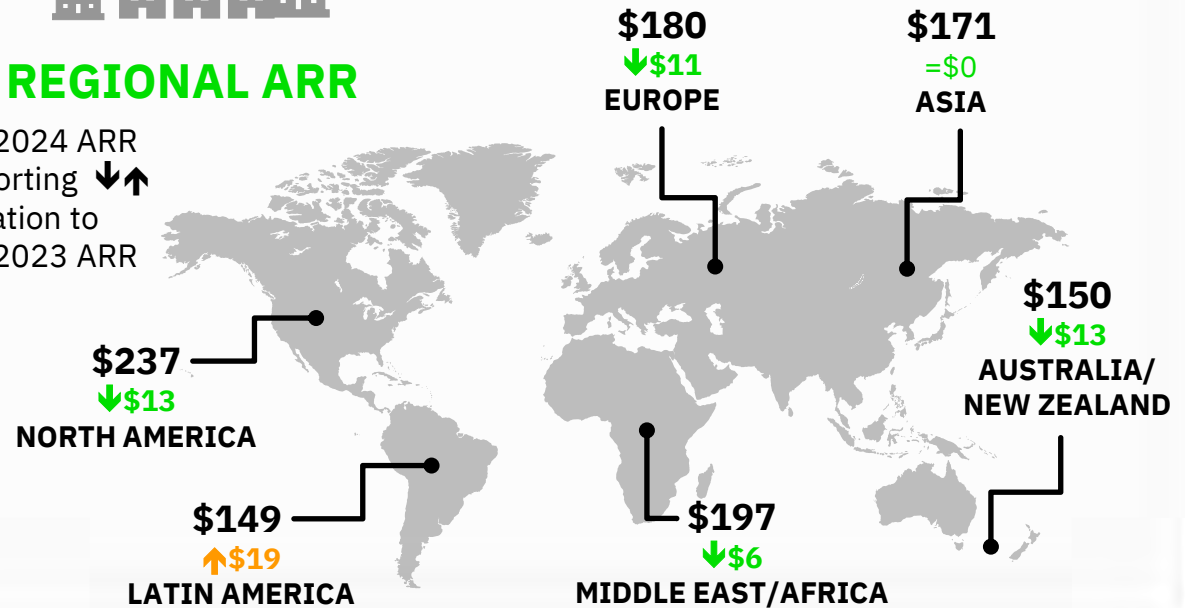 REGIONAL ARR
2024 ARR
orting ↓↑
ation to
2023 ARR
$180
↓$11
EUROPE
$171
=$0
ASIA
$237
↓$13
NORTH AMERICA
$150
↓$13
AUSTRALIA/
NEW ZEALAND
$149
↑$19
LATIN AMERICA
$197
↓$6
MIDDLE EAST/AFRICA